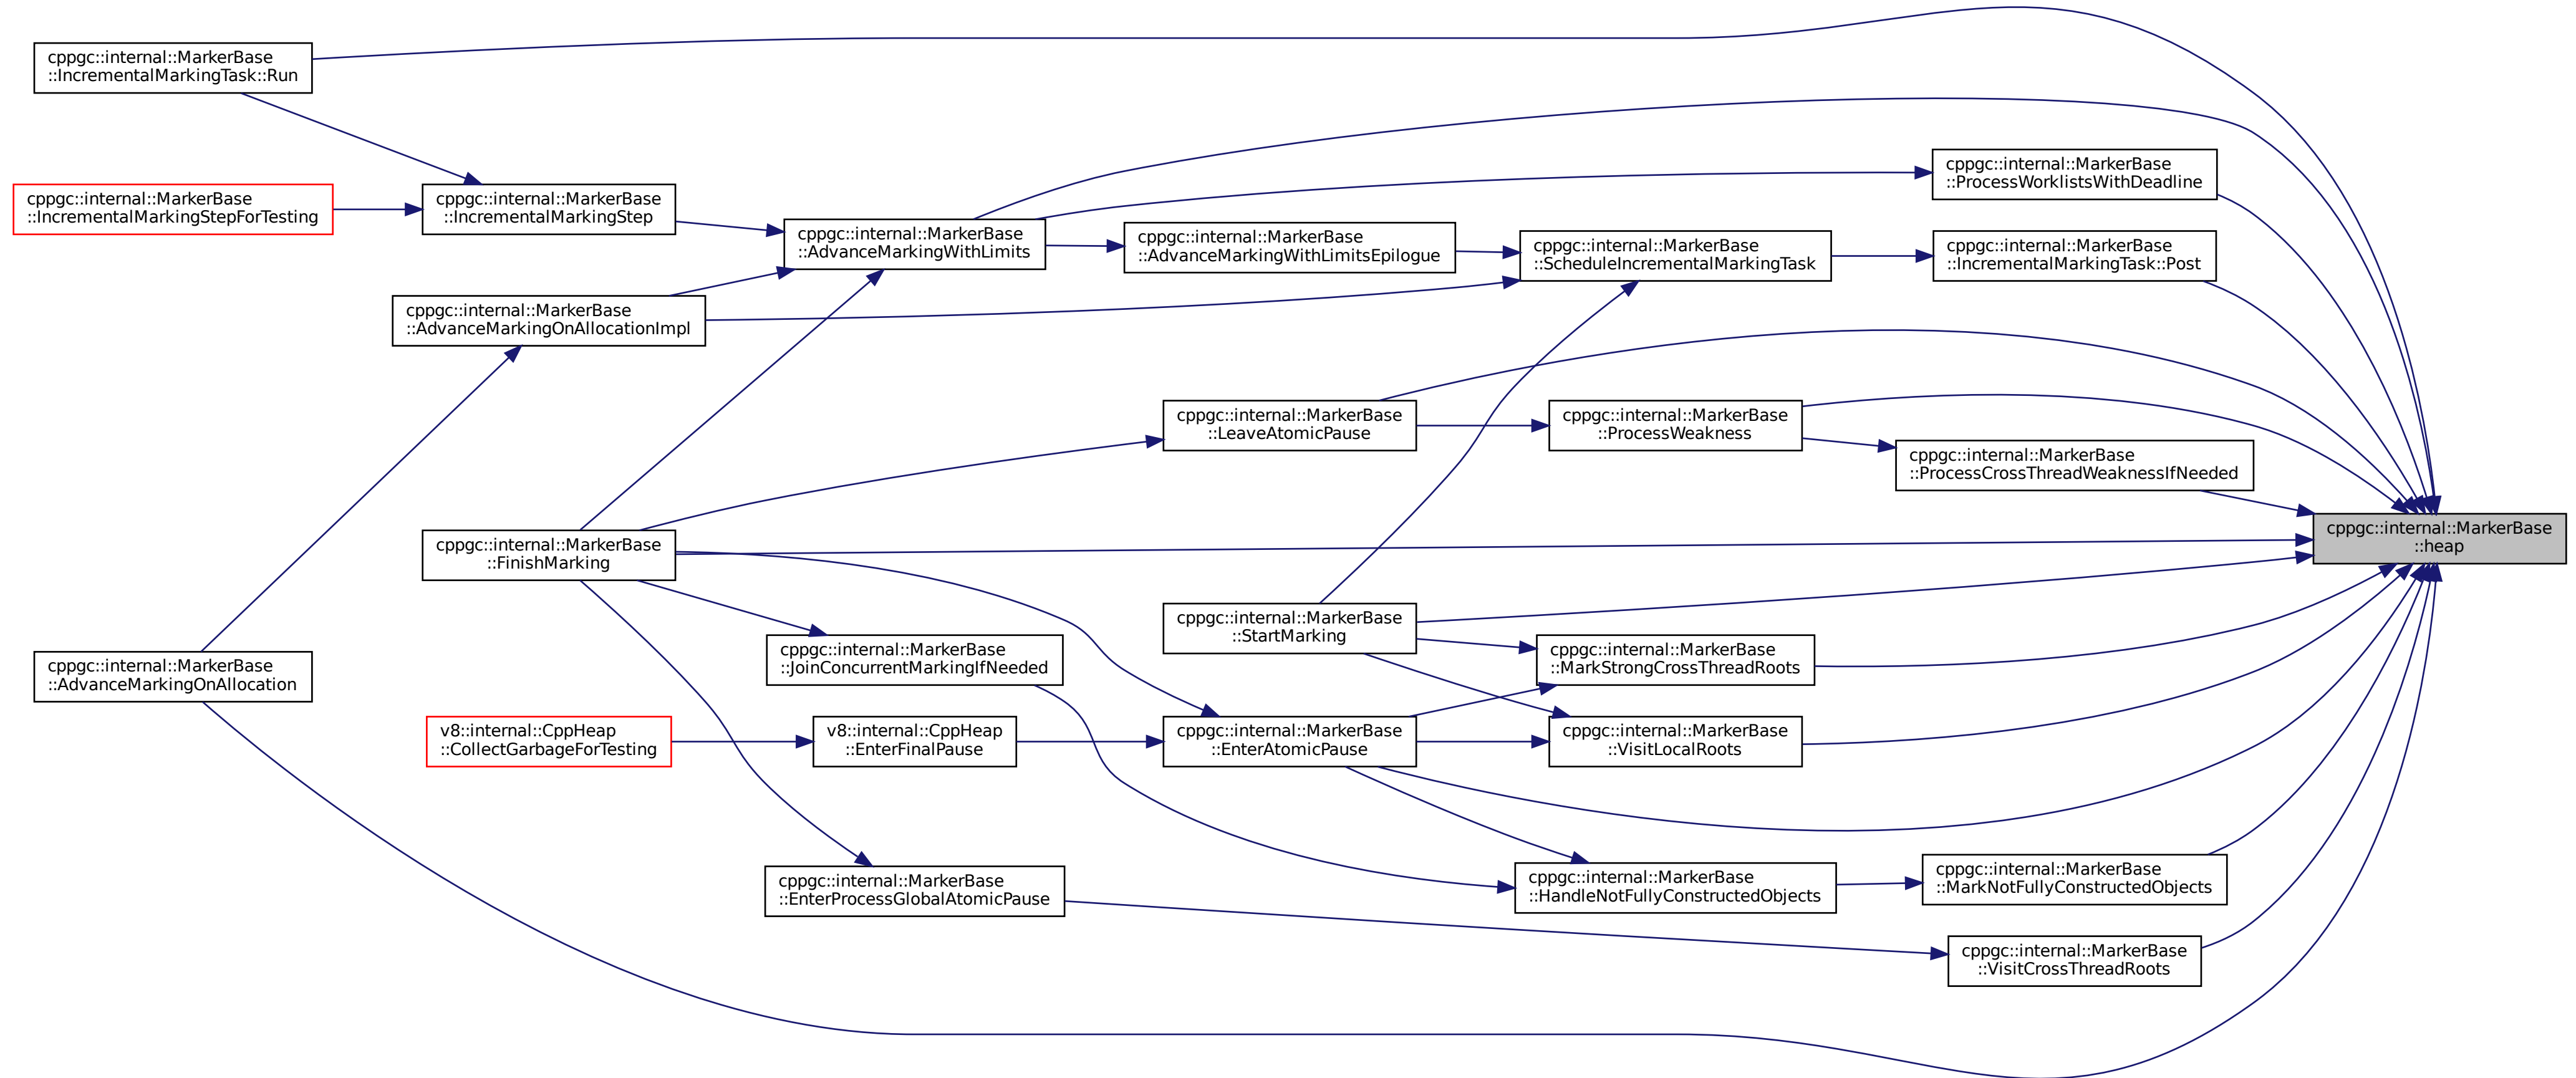 cppgc::internal::MarkerBase
::IncrementalMarkingTask::Run
cppgc::internal::MarkerBase
::IncrementalMarkingStepForTesting
cppgc::internal::MarkerBase
::IncrementalMarkingStep
cppgc::internal::MarkerBase
::AdvanceMarkingWithLimits
cppgc::internal::MarkerBase
::AdvanceMarkingWithLimitsEpilogue
cppgc::internal::MarkerBase
::ScheduleIncrementalMarkingTask
cppgc::internal::MarkerBase
::ProcessWorklistsWithDeadline
cppgc::internal::MarkerBase
::IncrementalMarkingTask::Post
cppgc::internal::MarkerBase
::AdvanceMarkingOnAllocationImpl
cppgc::internal::MarkerBase
::LeaveAtomicPause
cppgc::internal::MarkerBase
::ProcessWeakness
cppgc::internal::MarkerBase
::ProcessCrossThreadWeaknessIfNeeded
cppgc::internal::MarkerBase
::heap
cppgc::internal::MarkerBase
::FinishMarking
cppgc::internal::MarkerBase
::StartMarking
cppgc::internal::MarkerBase
::JoinConcurrentMarkingIfNeeded
cppgc::internal::MarkerBase
::MarkStrongCrossThreadRoots
cppgc::internal::MarkerBase
::AdvanceMarkingOnAllocation
v8::internal::CppHeap
::CollectGarbageForTesting
v8::internal::CppHeap
::EnterFinalPause
cppgc::internal::MarkerBase
::EnterAtomicPause
cppgc::internal::MarkerBase
::VisitLocalRoots
cppgc::internal::MarkerBase
::EnterProcessGlobalAtomicPause
cppgc::internal::MarkerBase
::HandleNotFullyConstructedObjects
cppgc::internal::MarkerBase
::MarkNotFullyConstructedObjects
cppgc::internal::MarkerBase
::VisitCrossThreadRoots